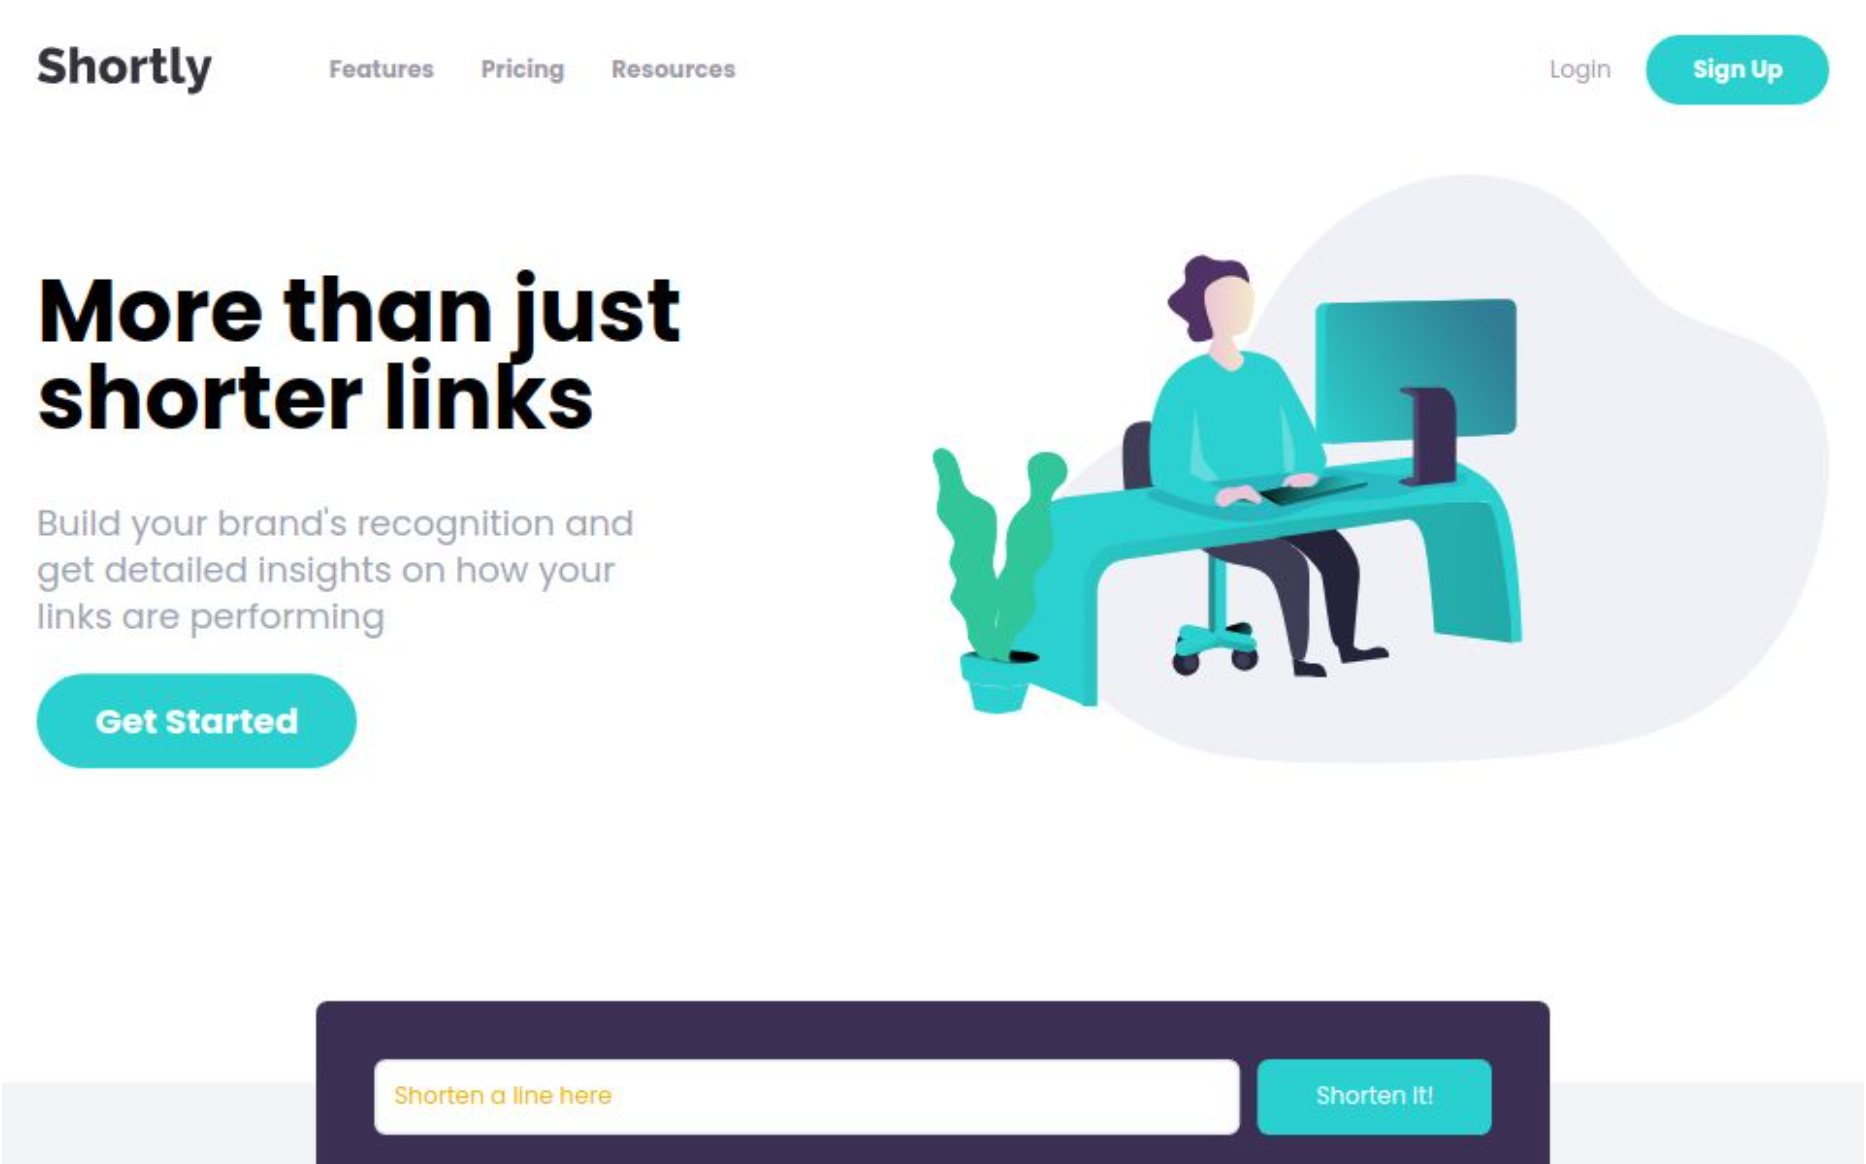 Shortly
Features Pricing Resources
Login Sign Up
More than just
shorter links
Build your brand's recognition and
get detailed insights on how your
links are performing
Get Started
Shorten a line here
Shorten It!